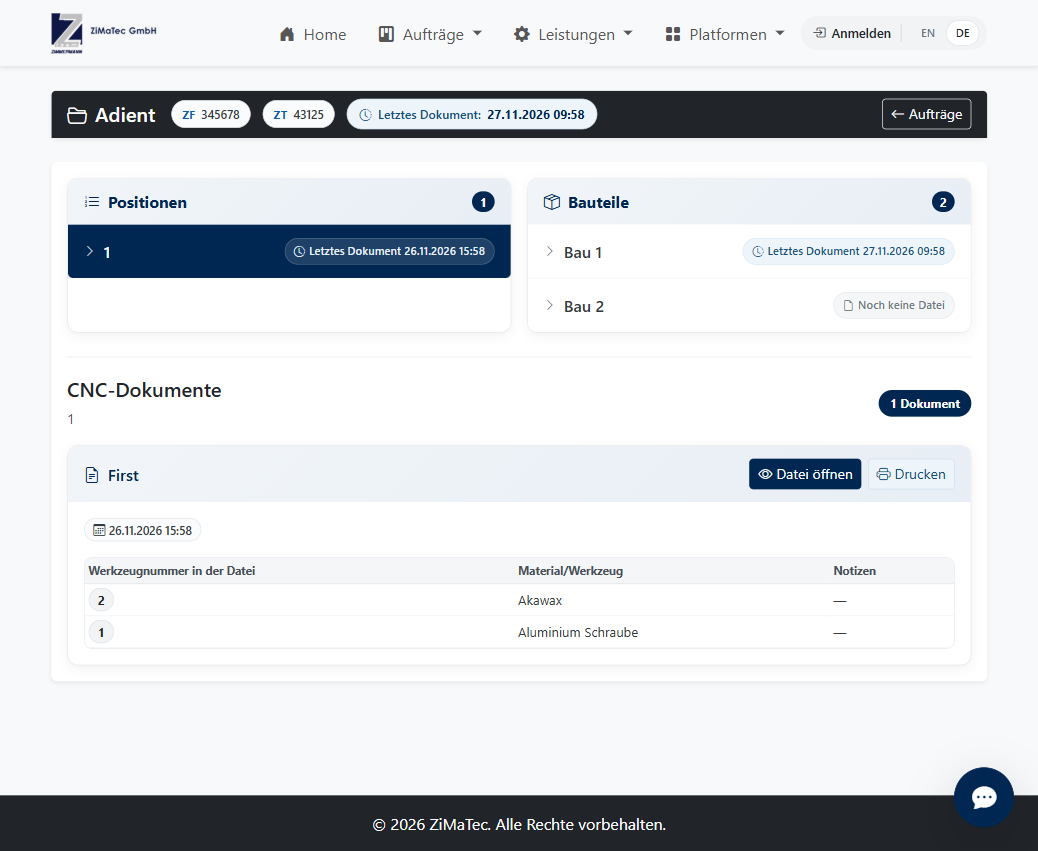 ZiMaTec GmbH
ZIMMERMANN
Home
Aufträge
Leistungen
Platformen
Anmelden
EN
DE
Adient
ZF 345678
ZT 43125
Letztes Dokument: 27.11.2026 09:58
← Aufträge
Positionen
1
1
Letztes Dokument 26.11.2026 15:58
Bauteile
2
Bau 1
Letztes Dokument 27.11.2026 09:58
Bau 2
Noch keine Datei
CNC-Dokumente
1
1 Dokument
First
Datei öffnen
Drucken
26.11.2026 15:58
Werkzeugnummer in der Datei Material/Werkzeug Notizen
2 Akawax —
1 Aluminium Schraube —
© 2026 ZiMaTec. Alle Rechte vorbehalten.